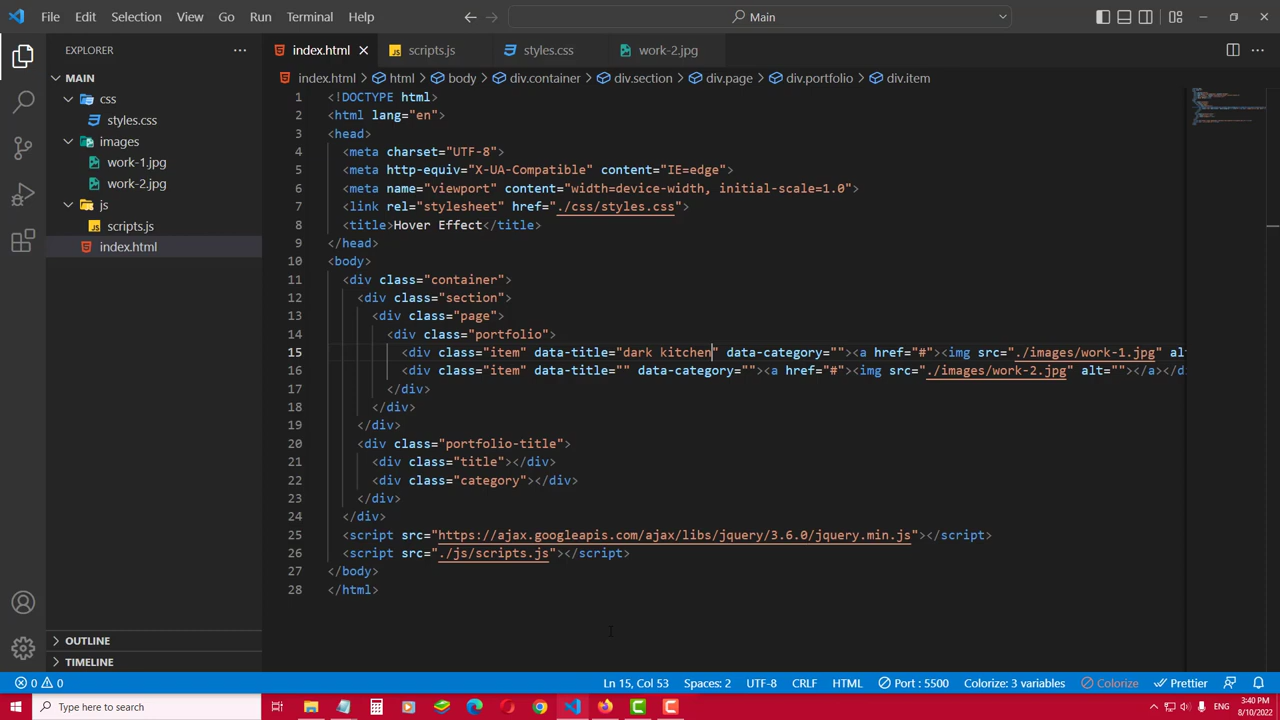 File Edit Selection View Go Run Terminal Help
Main
EXPLORER
MAIN
css
styles.css
images
work-1.jpg
work-2.jpg
js
scripts.js
index.html
OUTLINE
TIMELINE
index.html scripts.js styles.css work-2.jpg
index.html html body div.container div.section div.page div.portfolio div.item
1 <!DOCTYPE html>
2 <html lang="en">
3 <head>
4 <meta charset="UTF-8">
5 <meta http-equiv="X-UA-Compatible" content="IE=edge">
6 <meta name="viewport" content="width=device-width, initial-scale=1.0">
7 <link rel="stylesheet" href="./css/styles.css">
8 <title>Hover Effect</title>
9 </head>
10 <body>
11 <div class="container">
12 <div class="section">
13 <div class="page">
14 <div class="portfolio">
15 <div class="item" data-title="dark kitchen" data-category=""><a href="#"><img src="./images/work-1.jpg" alt
16 <div class="item" data-title="" data-category=""><a href="#"><img src="./images/work-2.jpg" alt=""></a></d
17 </div>
18 </div>
19 </div>
20 <div class="portfolio-title">
21 <div class="title"></div>
22 <div class="category"></div>
23 </div>
24 </div>
25 <script src="https://ajax.googleapis.com/ajax/libs/jquery/3.6.0/jquery.min.js"></script>
26 <script src="./js/scripts.js"></script>
27 </body>
28 </html>
0 0 Ln 15, Col 53 Spaces: 2 UTF-8 CRLF HTML Port : 5500 Colorize: 3 variables Colorize Prettier
Type here to search
ENG
3:40 PM
8/10/2022